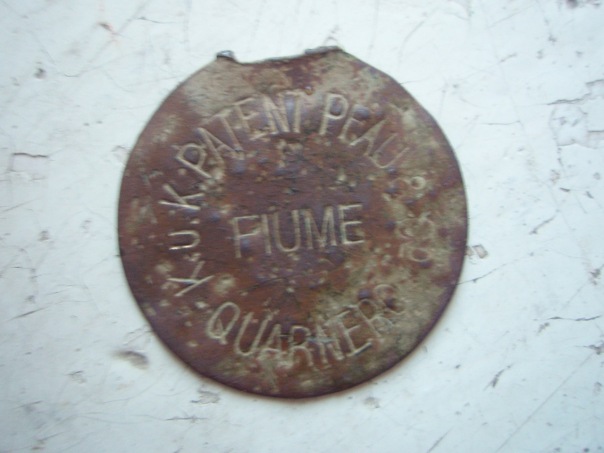 K.u.K. PATENT PEAU
FIUME
QUARNERO